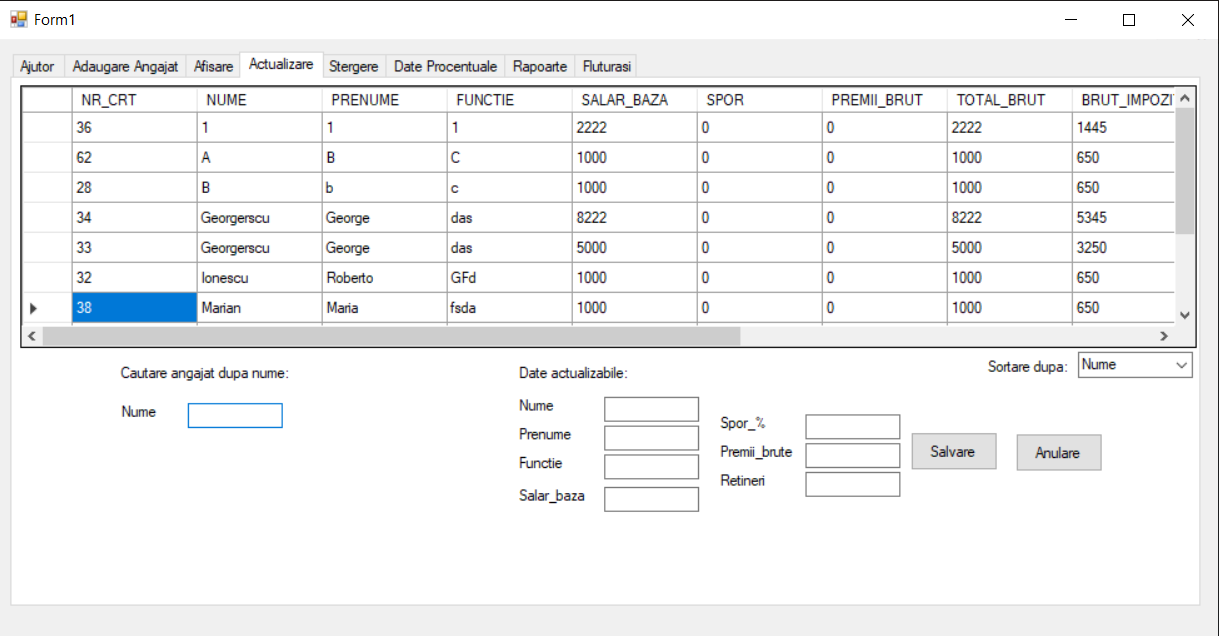 Form1
Ajutor Adaugare Angajat Afisare Actualizare Stergere Date Procentuale Rapoarte Fluturasi
NR_CRT NUME PRENUME FUNCTIE SALAR_BAZA SPOR PREMII_BRUT TOTAL_BRUT BRUT_IMPOZI
36 1 1 1 2222 0 0 2222 1445
62 A B C 1000 0 0 1000 650
28 B b c 1000 0 0 1000 650
34 Georgerscu George das 8222 0 0 8222 5345
33 Georgerscu George das 5000 0 0 5000 3250
32 Ionescu Roberto GFd 1000 0 0 1000 650
38 Marian Maria fsda 1000 0 0 1000 650
Sortare dupa: Nume
Cautare angajat dupa nume:
Nume
Date actualizabile:
Nume
Prenume
Functie
Salar_baza
Spor_%
Premii_brute
Retineri
Salvare
Anulare